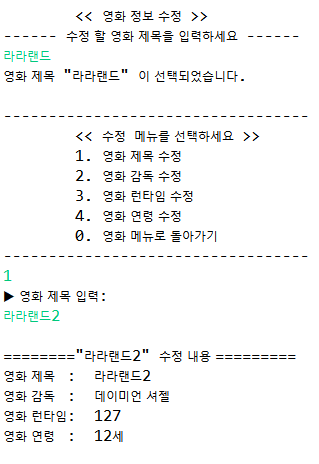 << 영화 정보 수정 >>
------ 수정 할 영화 제목을 입력하세요 ------
라라랜드
영화 제목 "라라랜드" 이 선택되었습니다.
----------------------------------
<< 수정 메뉴를 선택하세요 >>
1. 영화 제목 수정
2. 영화 감독 수정
3. 영화 런타임 수정
4. 영화 연령 수정
0. 영화 메뉴로 돌아가기
----------------------------------
1
▶ 영화 제목 입력:
라라랜드2
========"라라랜드2" 수정 내용 =========
영화 제목 : 라라랜드2
영화 감독 : 데이미언 셔젤
영화 런타임: 127
영화 연령 : 12세